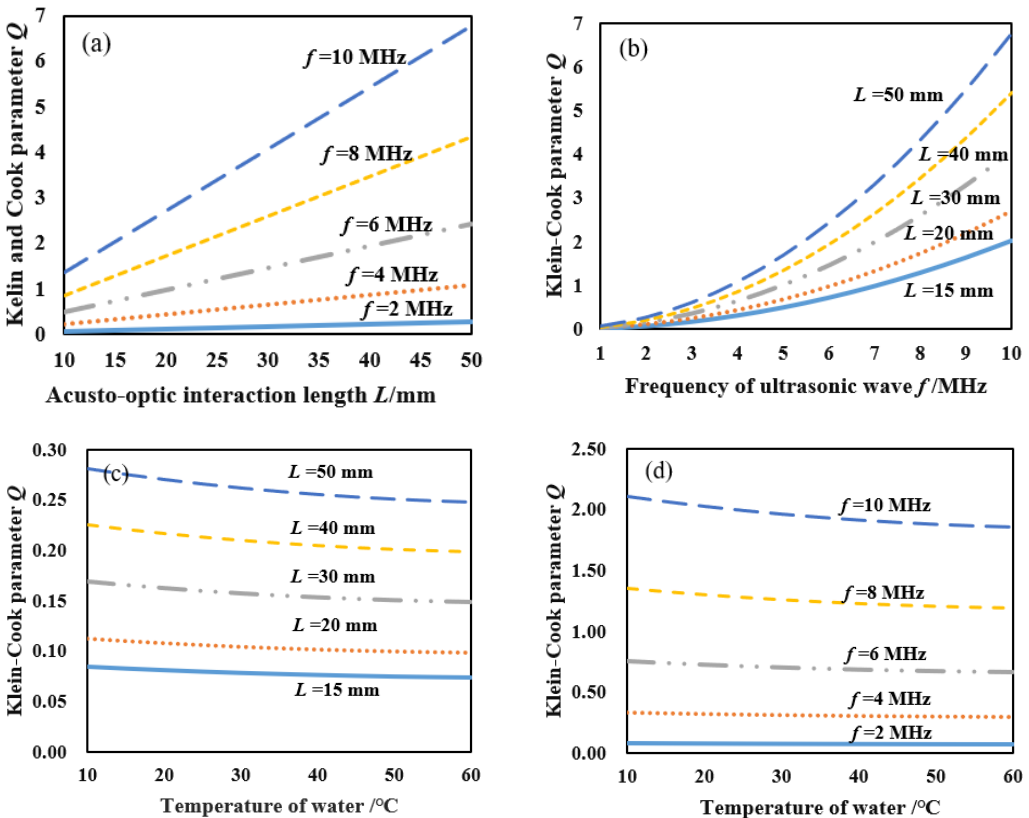 (a)
Kelin and Cook parameter Q
7
6
5
4
3
2
1
0
f=10 MHz
f=8 MHz
f=6 MHz
f=4 MHz
f=2 MHz
10 15 20 25 30 35 40 45 50
Acusto-optic interaction length L/mm
(b)
Klein-Cook parameter Q
7
6
5
4
3
2
1
0
L =50 mm
L =40 mm
L =30 mm
L =20 mm
L =15 mm
1 2 3 4 5 6 7 8 9 10
Frequency of ultrasonic wave f /MHz
(c)
Klein-Cook parameter Q
0.30
0.25
0.20
0.15
0.10
0.05
0.00
L =50 mm
L =40 mm
L =30 mm
L =20 mm
L =15 mm
10 20 30 40 50 60
Temperature of water /°C
(d)
Klein-Cook parameter Q
2.50
2.00
1.50
1.00
0.50
0.00
f =10 MHz
f =8 MHz
f =6 MHz
f =4 MHz
f =2 MHz
10 20 30 40 50 60
Temperature of water /°C